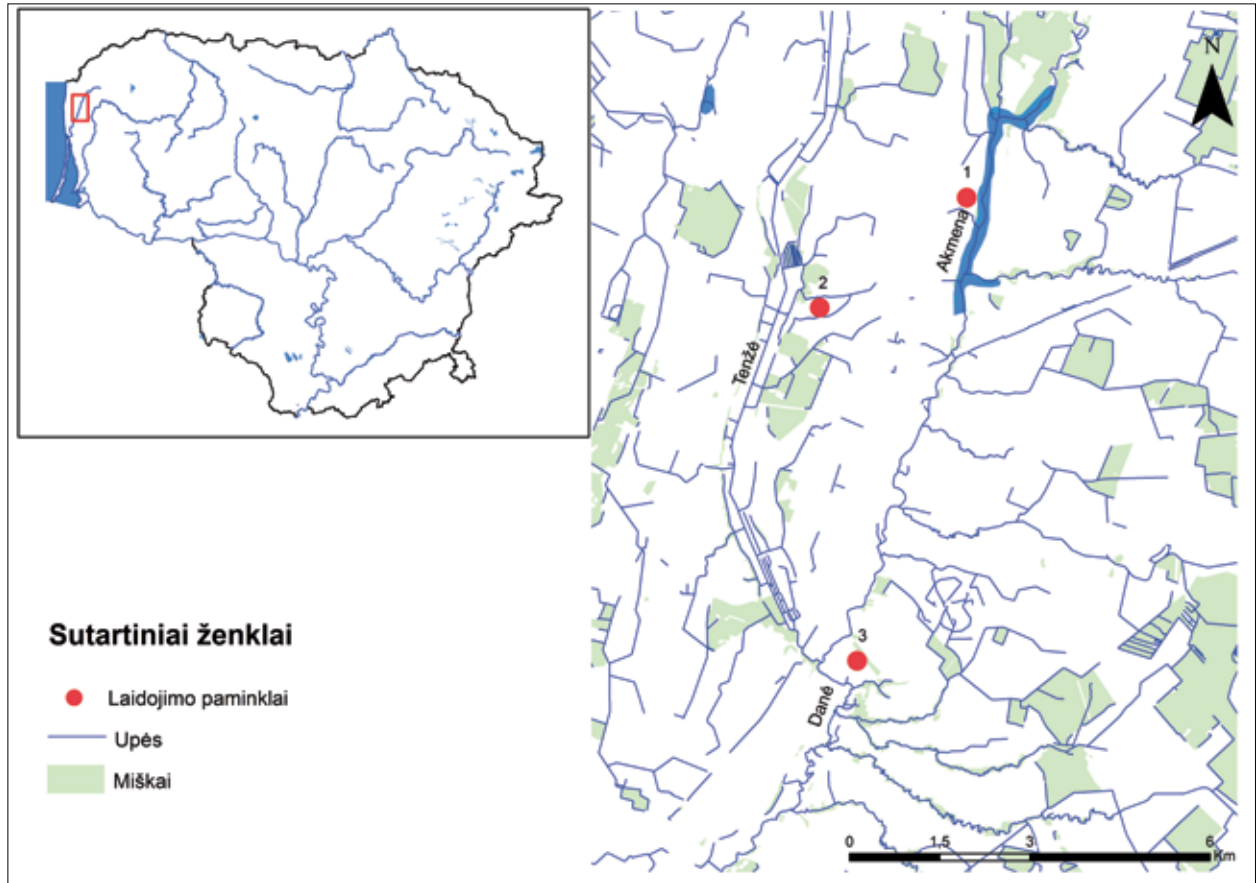 N
1
Akmena
2
Tenžė
3
Danė
Sutartiniai ženklai
Laidojimo paminklai
Upės
Miškai
0 1,5 3 6
Km